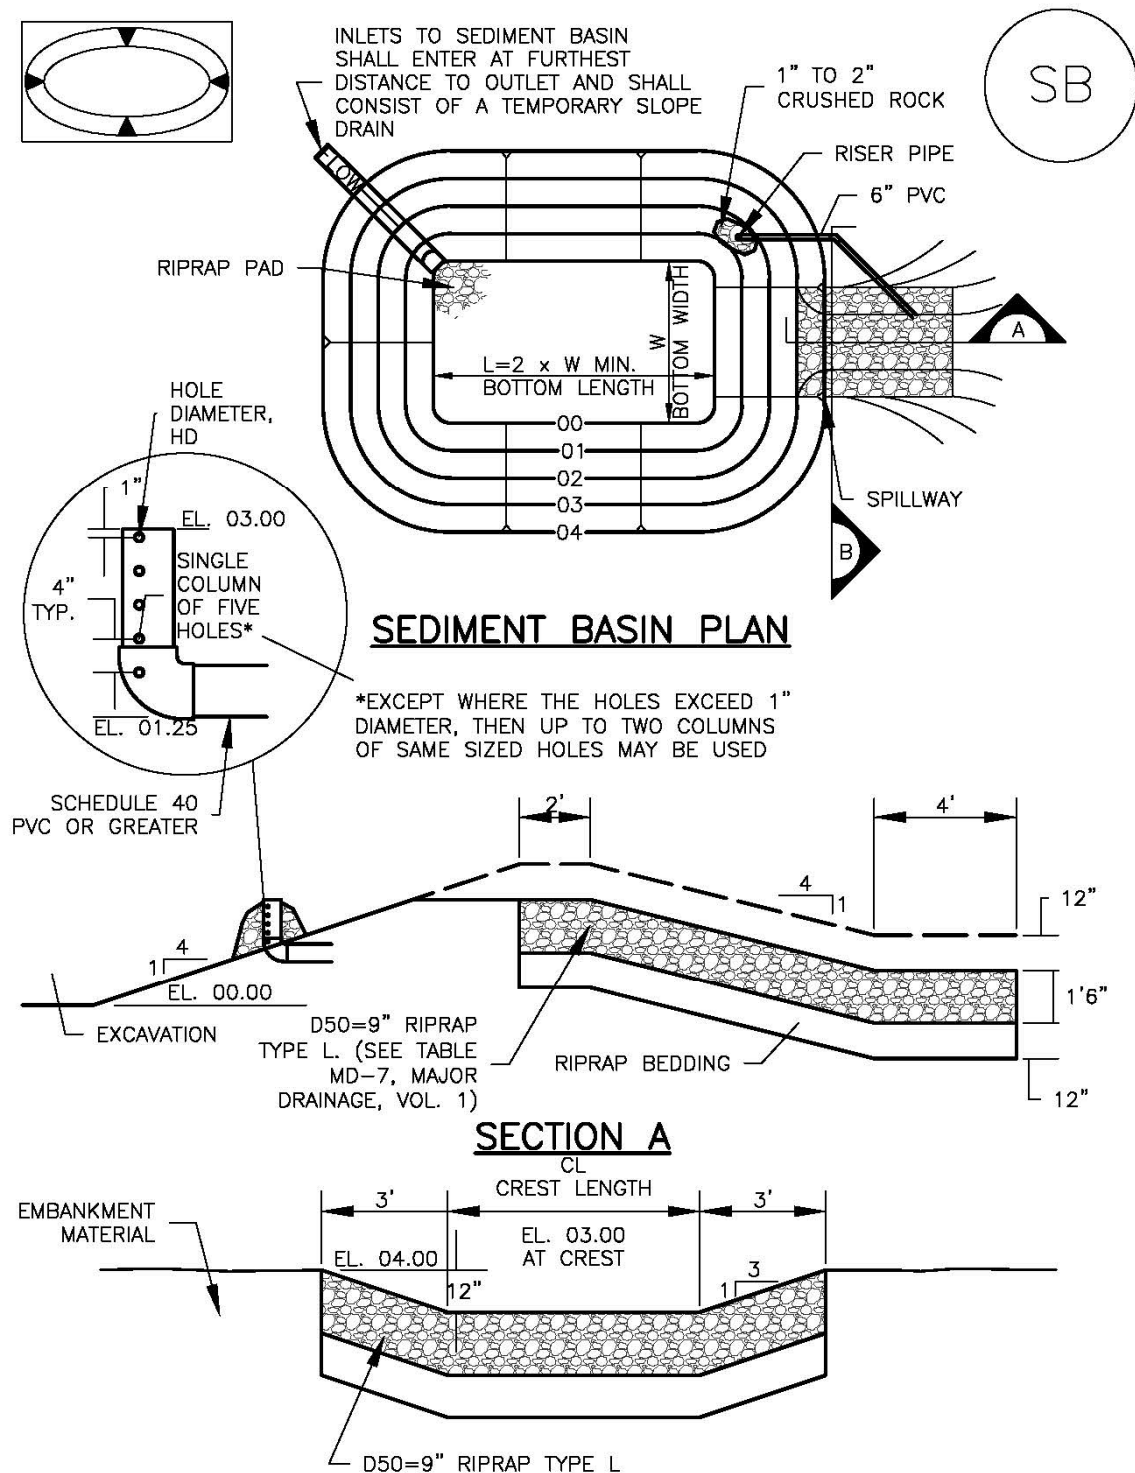 INLETS TO SEDIMENT BASIN
SHALL ENTER AT FURTHEST
DISTANCE TO OUTLET AND SHALL
CONSIST OF A TEMPORARY SLOPE
DRAIN
1" TO 2"
CRUSHED ROCK
SB
RISER PIPE
6" PVC
FLOW
RIPRAP PAD
W
BOTTOM WIDTH
A
L=2 x W MIN.
BOTTOM LENGTH
00
01
02
03
04
SPILLWAY
B
HOLE
DIAMETER,
HD
1"
EL. 03.00
4"
TYP.
SINGLE
COLUMN
OF FIVE
HOLES*
EL. 01.25
SEDIMENT BASIN PLAN
*EXCEPT WHERE THE HOLES EXCEED 1"
DIAMETER, THEN UP TO TWO COLUMNS
OF SAME SIZED HOLES MAY BE USED
SCHEDULE 40
PVC OR GREATER
2'
4'
4
1
12"
4
1
EL. 00.00
1'6"
EXCAVATION
D50=9" RIPRAP
TYPE L. (SEE TABLE
MD-7, MAJOR
DRAINAGE, VOL. 1)
RIPRAP BEDDING
12"
SECTION A
CL
CREST LENGTH
3'
3'
EMBANKMENT
MATERIAL
EL. 04.00
EL. 03.00
AT CREST
12"
3
1
D50=9" RIPRAP TYPE L